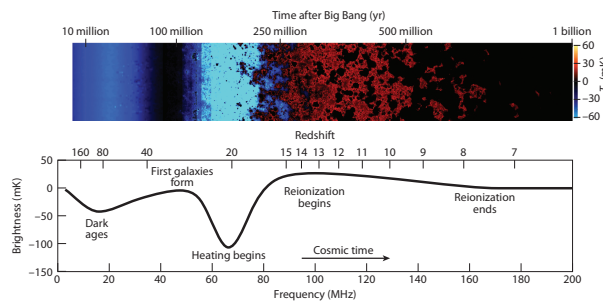 Time after Big Bang (yr)
10 million 100 million 250 million 500 million 1 billion
60
30
0
−30
−60
Redshift
160 80 40 20 15 14 13 12 11 10 9 8 7
50
0
−50
−100
−150
Brightness (mK)
First galaxies
form
Dark
ages
Heating begins
Reionization
begins
Reionization
ends
Cosmic time
0 20 40 60 80 100 120 140 160 180 200
Frequency (MHz)